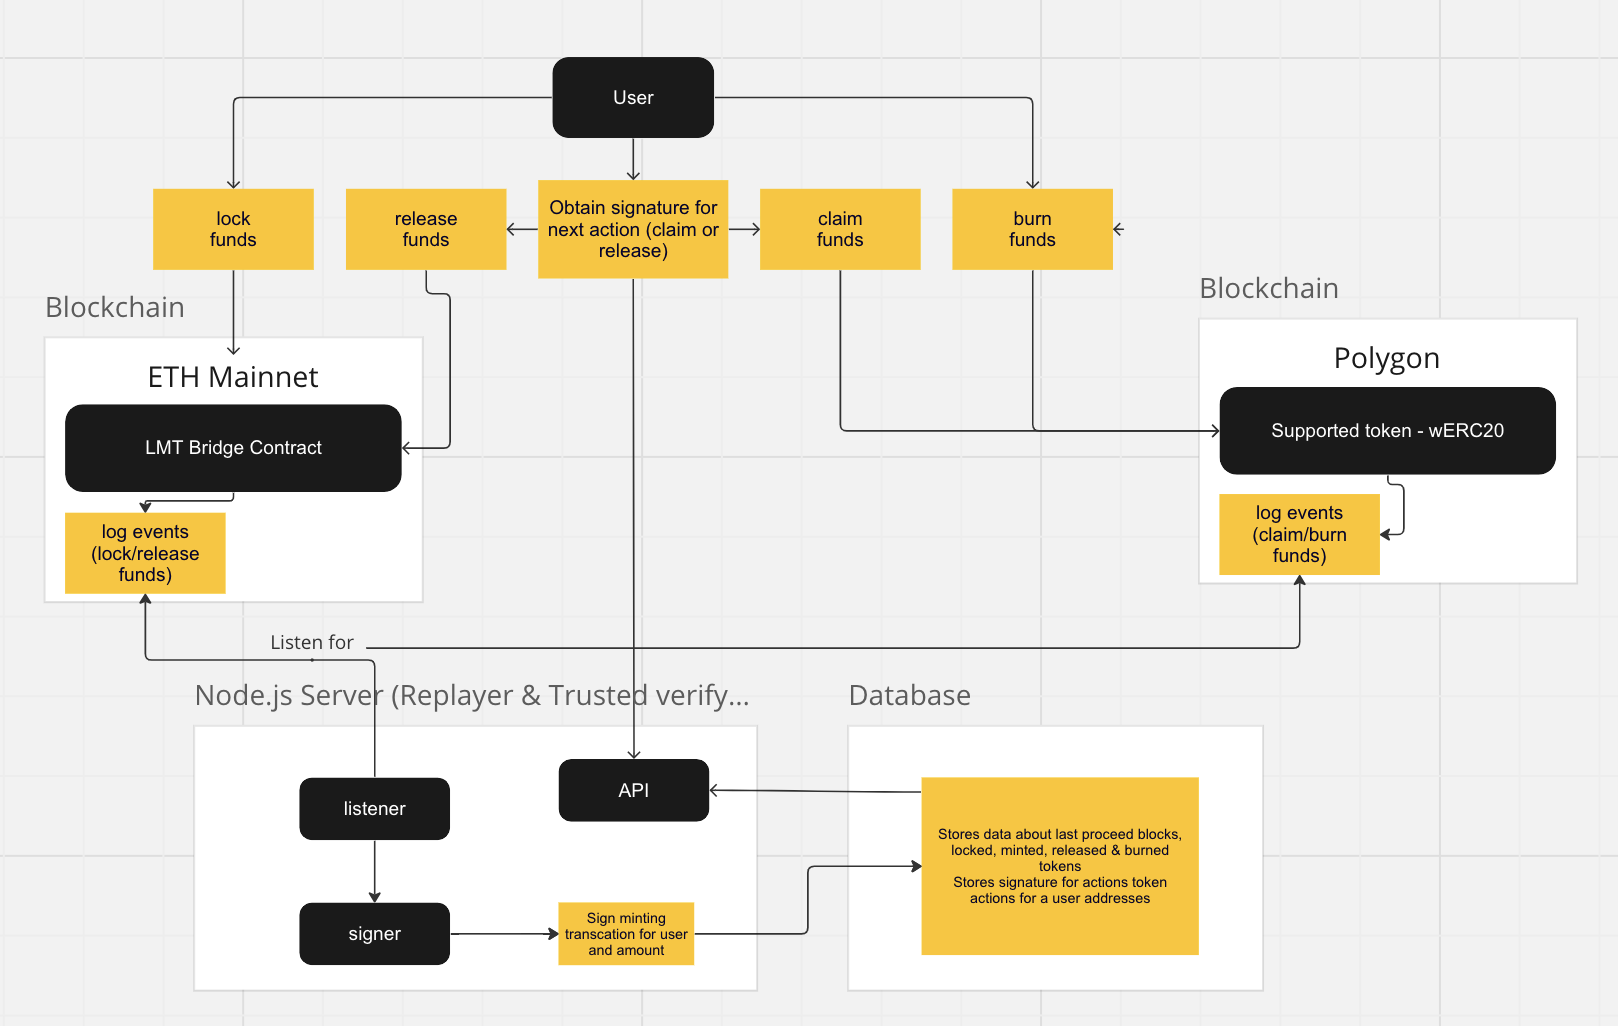 User
lock
funds
release
funds
Obtain signature for
next action (claim or
release)
claim
funds
burn
funds
Blockchain
ETH Mainnet
LMT Bridge Contract
log events
(lock/release
funds)
Blockchain
Polygon
Supported token - wERC20
log events
(claim/burn
funds)
Listen for
Node.js Server (Replayer & Trusted verify...
listener
API
signer
Sign minting
transcation for user
and amount
Database
Stores data about last proceed blocks,
locked, minted, released & burned
tokens
Stores signature for actions token
actions for a user addresses